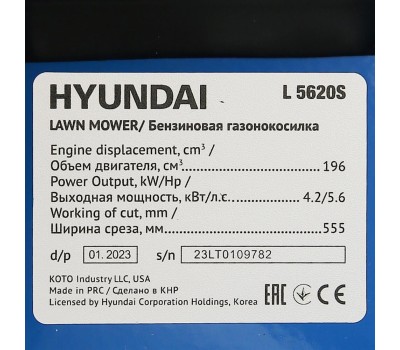 HYUNDAI L 5620S
LAWN MOWER/ Бензиновая газонокосилка
Engine displacement, cm³ /
Объем двигателя, см³ 196
Power Output, kW/Hp /
Выходная мощность, кВт/л.с 4.2/5.6
Working of cut, mm /
Ширина среза, мм 555
d/p 01.2023 s/n 23LT0109782
KOTO Industry LLC, USA
Made in PRC / Сделано в КНР
Licensed by Hyundai Corporation Holdings, Korea
EAC CE